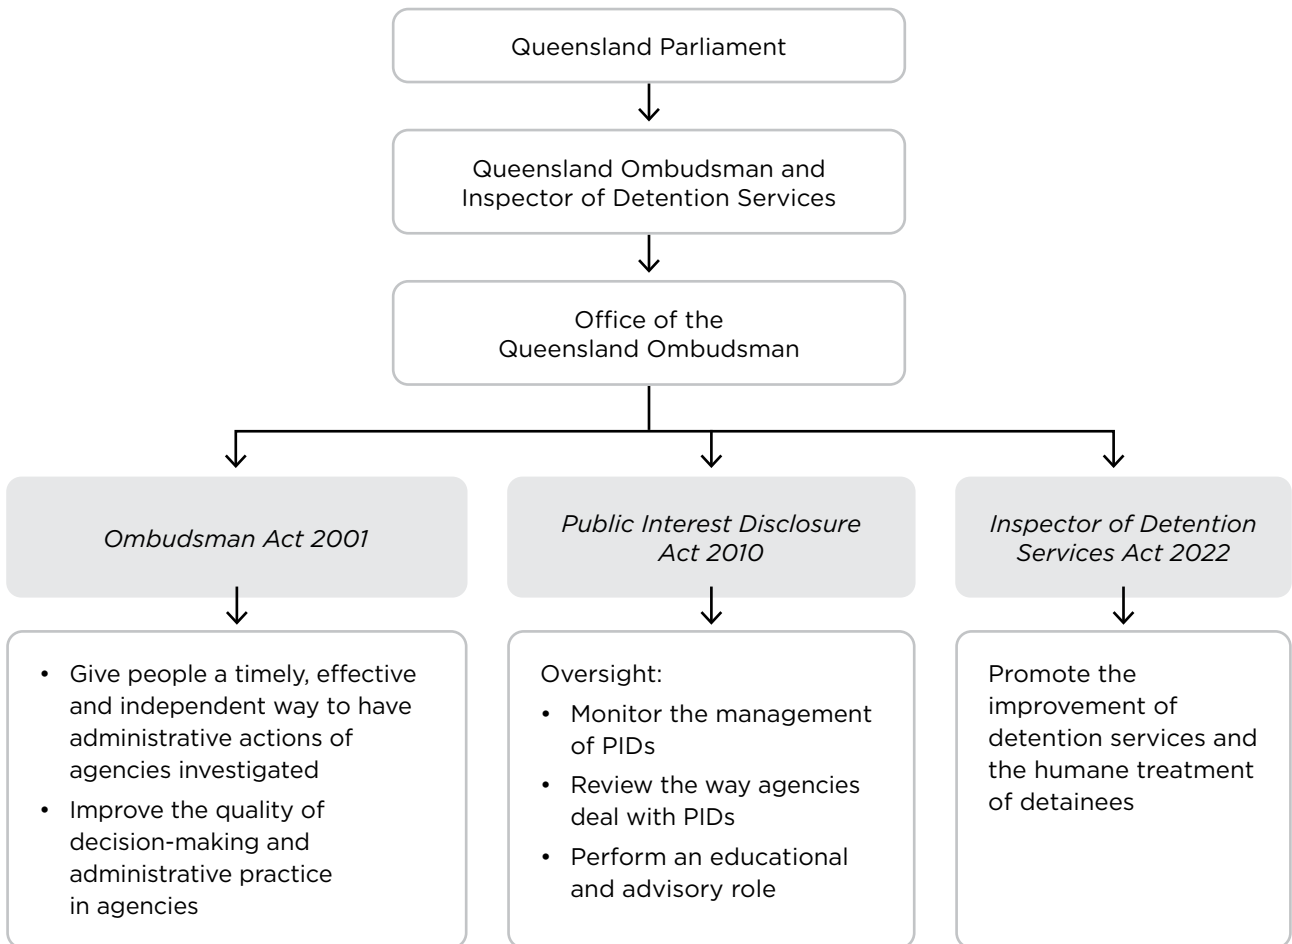 Queensland Parliament
Queensland Ombudsman and
Inspector of Detention Services
Office of the
Queensland Ombudsman
Ombudsman Act 2001
Public Interest Disclosure
Act 2010
Inspector of Detention
Services Act 2022
• Give people a timely, effective
and independent way to have
administrative actions of
agencies investigated
• Improve the quality of
decision-making and
administrative practice
in agencies
Oversight:
• Monitor the management
of PIDs
• Review the way agencies
deal with PIDs
• Perform an educational
and advisory role
Promote the
improvement of
detention services and
the humane treatment
of detainees